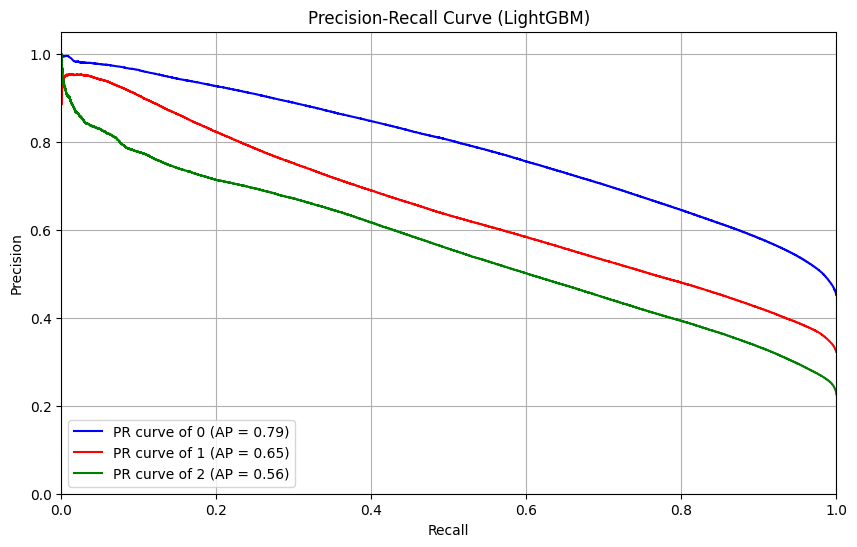 Precision-Recall Curve (LightGBM)
1.0
0.8
0.6
0.4
0.2
0.0
Precision
PR curve of 0 (AP = 0.79)
PR curve of 1 (AP = 0.65)
PR curve of 2 (AP = 0.56)
0.0 0.2 0.4 0.6 0.8 1.0
Recall